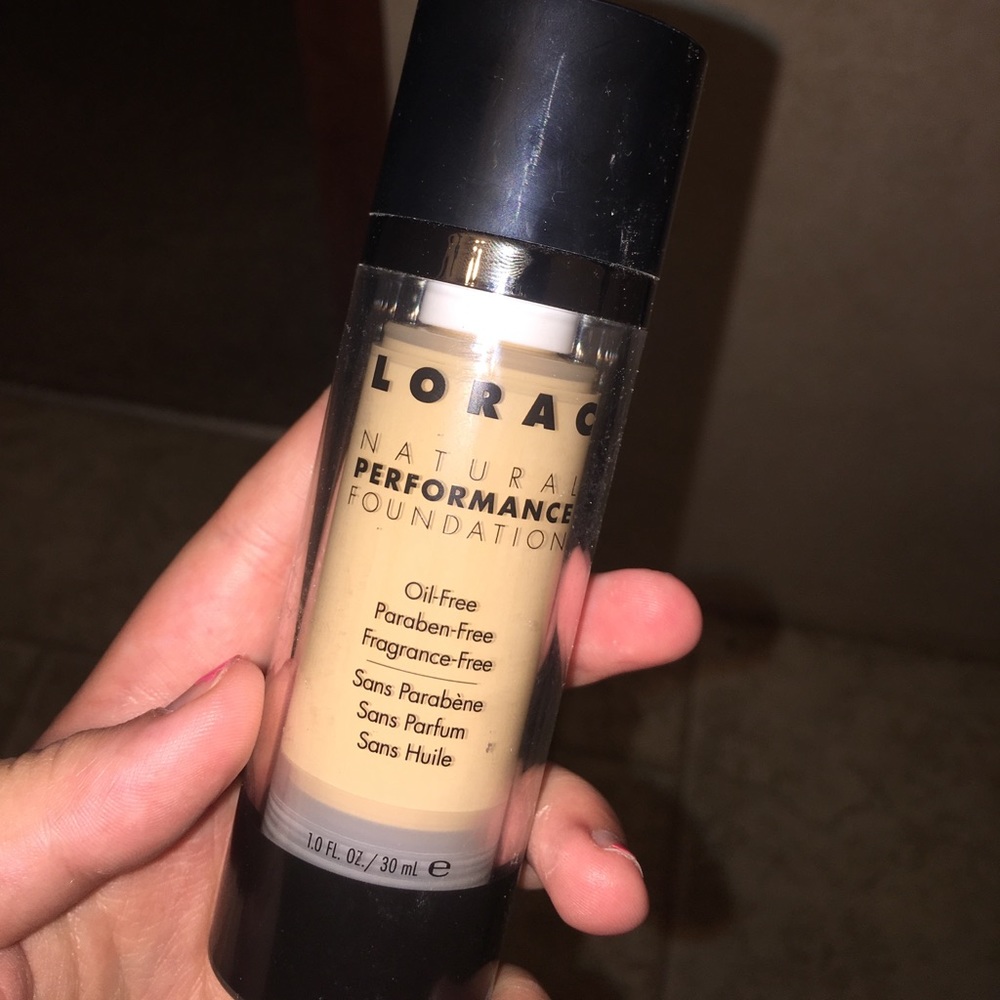 LORAC
NATURAL
PERFORMANCE
FOUNDATION
Oil-Free
Paraben-Free
Fragrance-Free
Sans Parabène
Sans Parfum
Sans Huile
1.0 FL. OZ./ 30 mL ℮